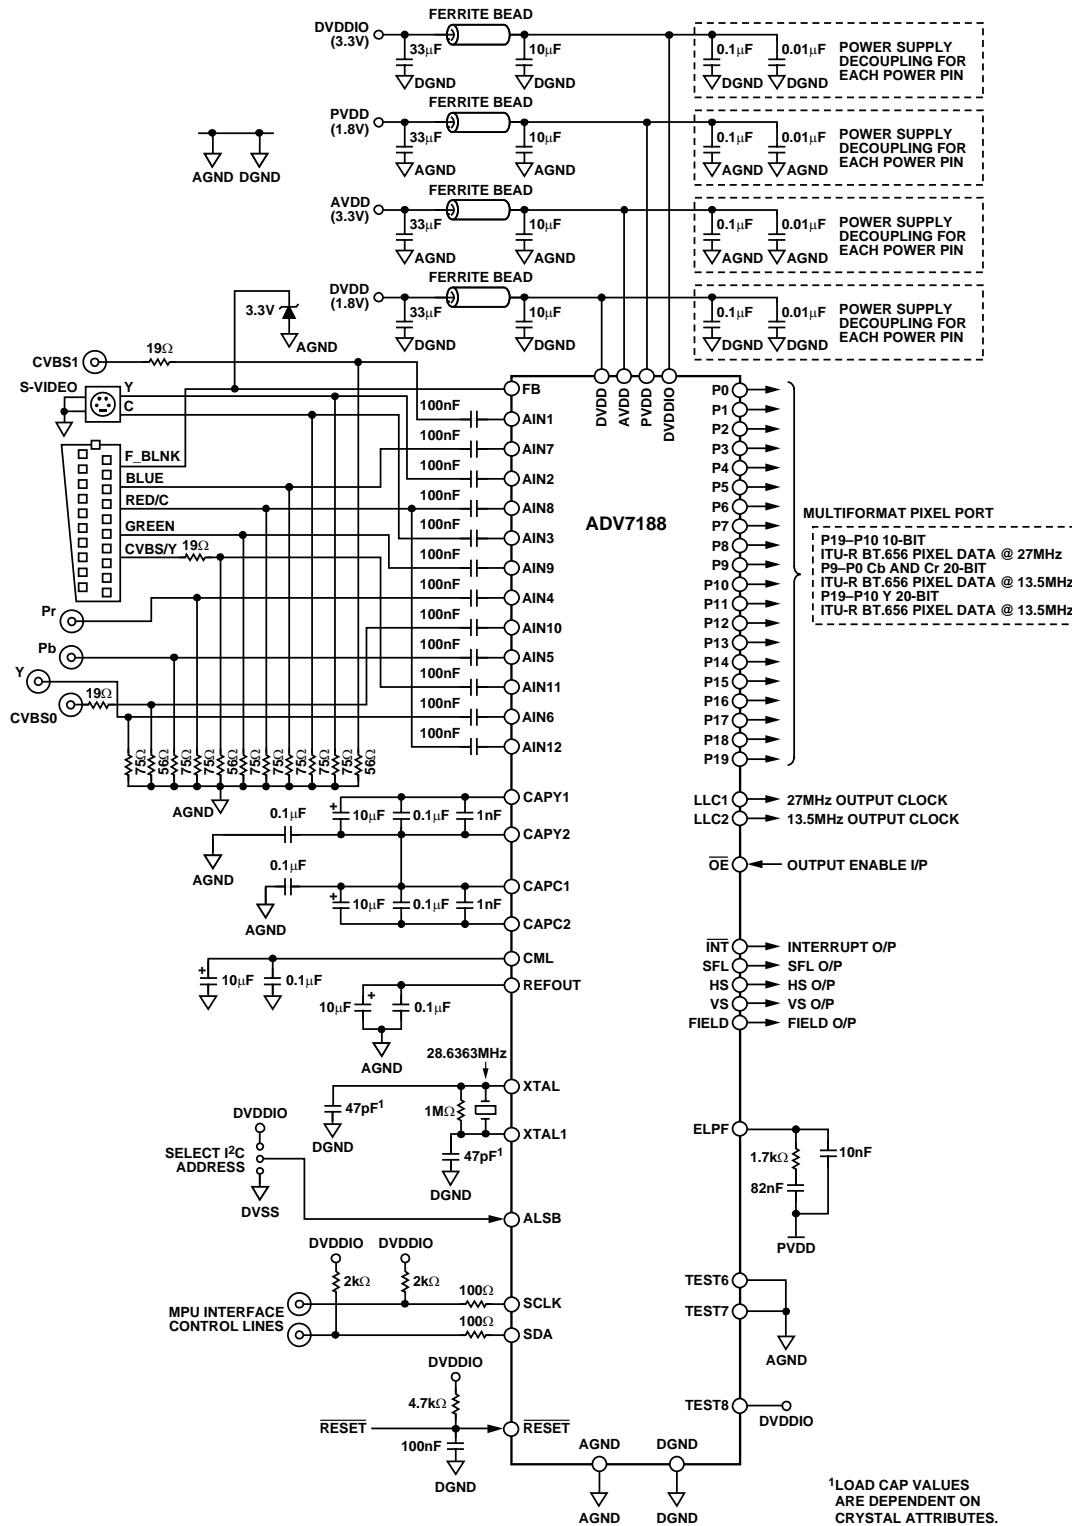 FERRITE BEAD
DVDDIO
(3.3V)
33μF
DGND
10μF
DGND
0.1μF
DGND
0.01μF
DGND
POWER SUPPLY
DECOUPLING FOR
EACH POWER PIN
FERRITE BEAD
PVDD
(1.8V)
33μF
AGND
10μF
AGND
0.1μF
AGND
0.01μF
AGND
POWER SUPPLY
DECOUPLING FOR
EACH POWER PIN
AGND DGND
FERRITE BEAD
AVDD
(3.3V)
33μF
AGND
10μF
AGND
0.1μF
AGND
0.01μF
AGND
POWER SUPPLY
DECOUPLING FOR
EACH POWER PIN
FERRITE BEAD
DVDD
(1.8V)
33μF
DGND
10μF
DGND
0.1μF
DGND
0.01μF
DGND
POWER SUPPLY
DECOUPLING FOR
EACH POWER PIN
3.3V
AGND
CVBS1
19Ω
S-VIDEO
Y
C
F_BLNK
BLUE
RED/C
GREEN
CVBS/Y
19Ω
Pr
Pb
Y
CVBS0
19Ω
75Ω
56Ω
75Ω
75Ω
56Ω
75Ω
75Ω
75Ω
75Ω
75Ω
56Ω
AGND
100nF
100nF
100nF
100nF
100nF
100nF
100nF
100nF
100nF
100nF
100nF
100nF
FB
AIN1
AIN7
AIN2
AIN8
AIN3
AIN9
AIN4
AIN10
AIN5
AIN11
AIN6
AIN12
DVDD
AVDD
PVDD
DVDDIO
ADV7188
P0
P1
P2
P3
P4
P5
P6
P7
P8
P9
P10
P11
P12
P13
P14
P15
P16
P17
P18
P19
MULTIFORMAT PIXEL PORT
P19–P10 10-BIT
ITU-R BT.656 PIXEL DATA @ 27MHz
P9–P0 Cb AND Cr 20-BIT
ITU-R BT.656 PIXEL DATA @ 13.5MHz
P19–P10 Y 20-BIT
ITU-R BT.656 PIXEL DATA @ 13.5MHz
CAPY1
+
10μF
0.1μF
1nF
0.1μF
AGND
CAPY2
0.1μF
AGND
CAPC1
+
10μF
0.1μF
1nF
CAPC2
CML
+
10μF
0.1μF
REFOUT
+
10μF
0.1μF
AGND
28.6363MHz
XTAL
47pF1
DGND
1MΩ
XTAL1
47pF1
DGND
DVDDIO
SELECT I2C
ADDRESS
DVSS
ALSB
DVDDIO
DVDDIO
2kΩ
2kΩ
MPU INTERFACE
CONTROL LINES
100Ω
SCLK
100Ω
SDA
DVDDIO
4.7kΩ
RESET
RESET
100nF
DGND
LLC1
27MHz OUTPUT CLOCK
LLC2
13.5MHz OUTPUT CLOCK
OE
OUTPUT ENABLE I/P
INT
INTERRUPT O/P
SFL
SFL O/P
HS
HS O/P
VS
VS O/P
FIELD
FIELD O/P
ELPF
1.7kΩ
10nF
82nF
PVDD
TEST6
TEST7
AGND
TEST8
DVDDIO
AGND
DGND
AGND
DGND
1LOAD CAP VALUES
ARE DEPENDENT ON
CRYSTAL ATTRIBUTES.